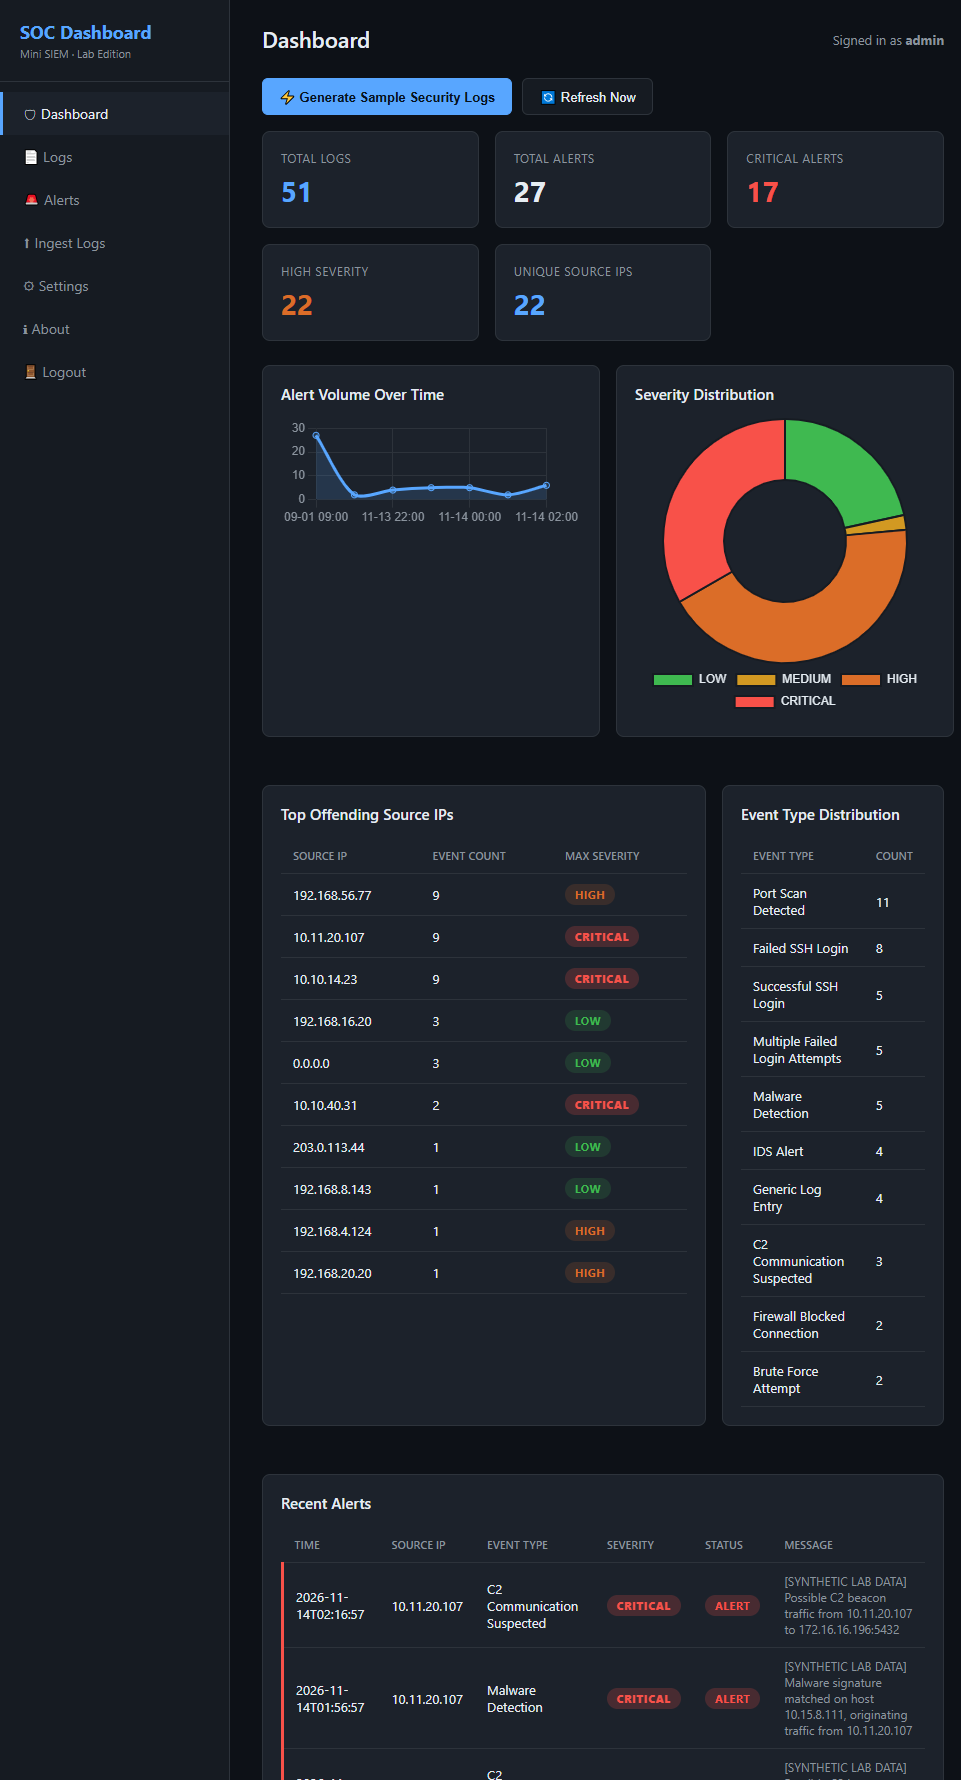 SOC Dashboard
Mini SIEM · Lab Edition
Dashboard
Logs
Alerts
Ingest Logs
Settings
About
Logout
Dashboard
Signed in as admin
Generate Sample Security Logs
Refresh Now
TOTAL LOGS
51
TOTAL ALERTS
27
CRITICAL ALERTS
17
HIGH SEVERITY
22
UNIQUE SOURCE IPS
22
Alert Volume Over Time
30
20
10
0
09-01 09:00 11-13 22:00 11-14 00:00 11-14 02:00
Severity Distribution
LOW MEDIUM HIGH
CRITICAL
Top Offending Source IPs
SOURCE IP EVENT COUNT MAX SEVERITY
192.168.56.77 9 HIGH
10.11.20.107 9 CRITICAL
10.10.14.23 9 CRITICAL
192.168.16.20 3 LOW
0.0.0.0 3 LOW
10.10.40.31 2 CRITICAL
203.0.113.44 1 LOW
192.168.8.143 1 LOW
192.168.4.124 1 HIGH
192.168.20.20 1 HIGH
Event Type Distribution
EVENT TYPE COUNT
Port Scan
Detected 11
Failed SSH Login 8
Successful SSH
Login 5
Multiple Failed
Login Attempts 5
Malware
Detection 5
IDS Alert 4
Generic Log
Entry 4
C2
Communication
Suspected 3
Firewall Blocked
Connection 2
Brute Force
Attempt 2
Recent Alerts
TIME SOURCE IP EVENT TYPE SEVERITY STATUS MESSAGE
2026-11-
14T02:16:57
10.11.20.107
C2
Communication
Suspected
CRITICAL
ALERT
[SYNTHETIC LAB DATA]
Possible C2 beacon
traffic from 10.11.20.107
to 172.16.16.196:5432
2026-11-
14T01:56:57
10.11.20.107
Malware
Detection
CRITICAL
ALERT
[SYNTHETIC LAB DATA]
Malware signature
matched on host
10.15.8.111, originating
traffic from 10.11.20.107
C2
[SYNTHETIC LAB DATA]